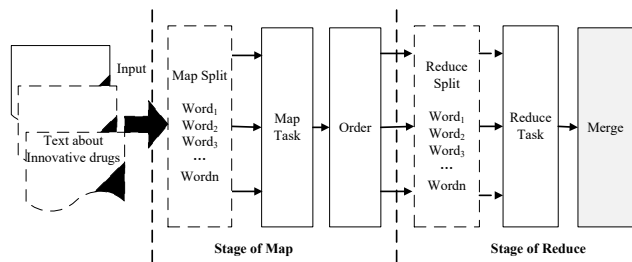 Input
Text about
Innovative drugs
Map Split
Word1
Word2
Word3
...
Wordn
Map
Task
Order
Stage of Map
Reduce
Split
Word1
Word2
Word3
...
Wordn
Reduce
Task
Merge
Stage of Reduce